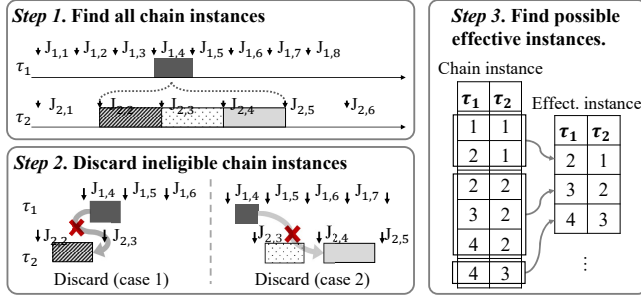 Step 1. Find all chain instances
J1,1 J1,2 J1,3 J1,4 J1,5 J1,6 J1,7 J1,8
τ1
J2,1 J2,2 J2,3 J2,4 J2,5 J2,6
τ2
Step 2. Discard ineligible chain instances
J1,4 J1,5 J1,6
τ1
J2,2 J2,3
τ2
Discard (case 1)
J1,4 J1,5 J1,6 J1,7
J2,3 J2,4 J2,5
Discard (case 2)
Step 3. Find possible
effective instances.
Chain instance
τ1 τ2
1 1
2 1
2 2
3 2
4 2
4 3
Effect. instance
τ1 τ2
2 1
3 2
4 3
⋮